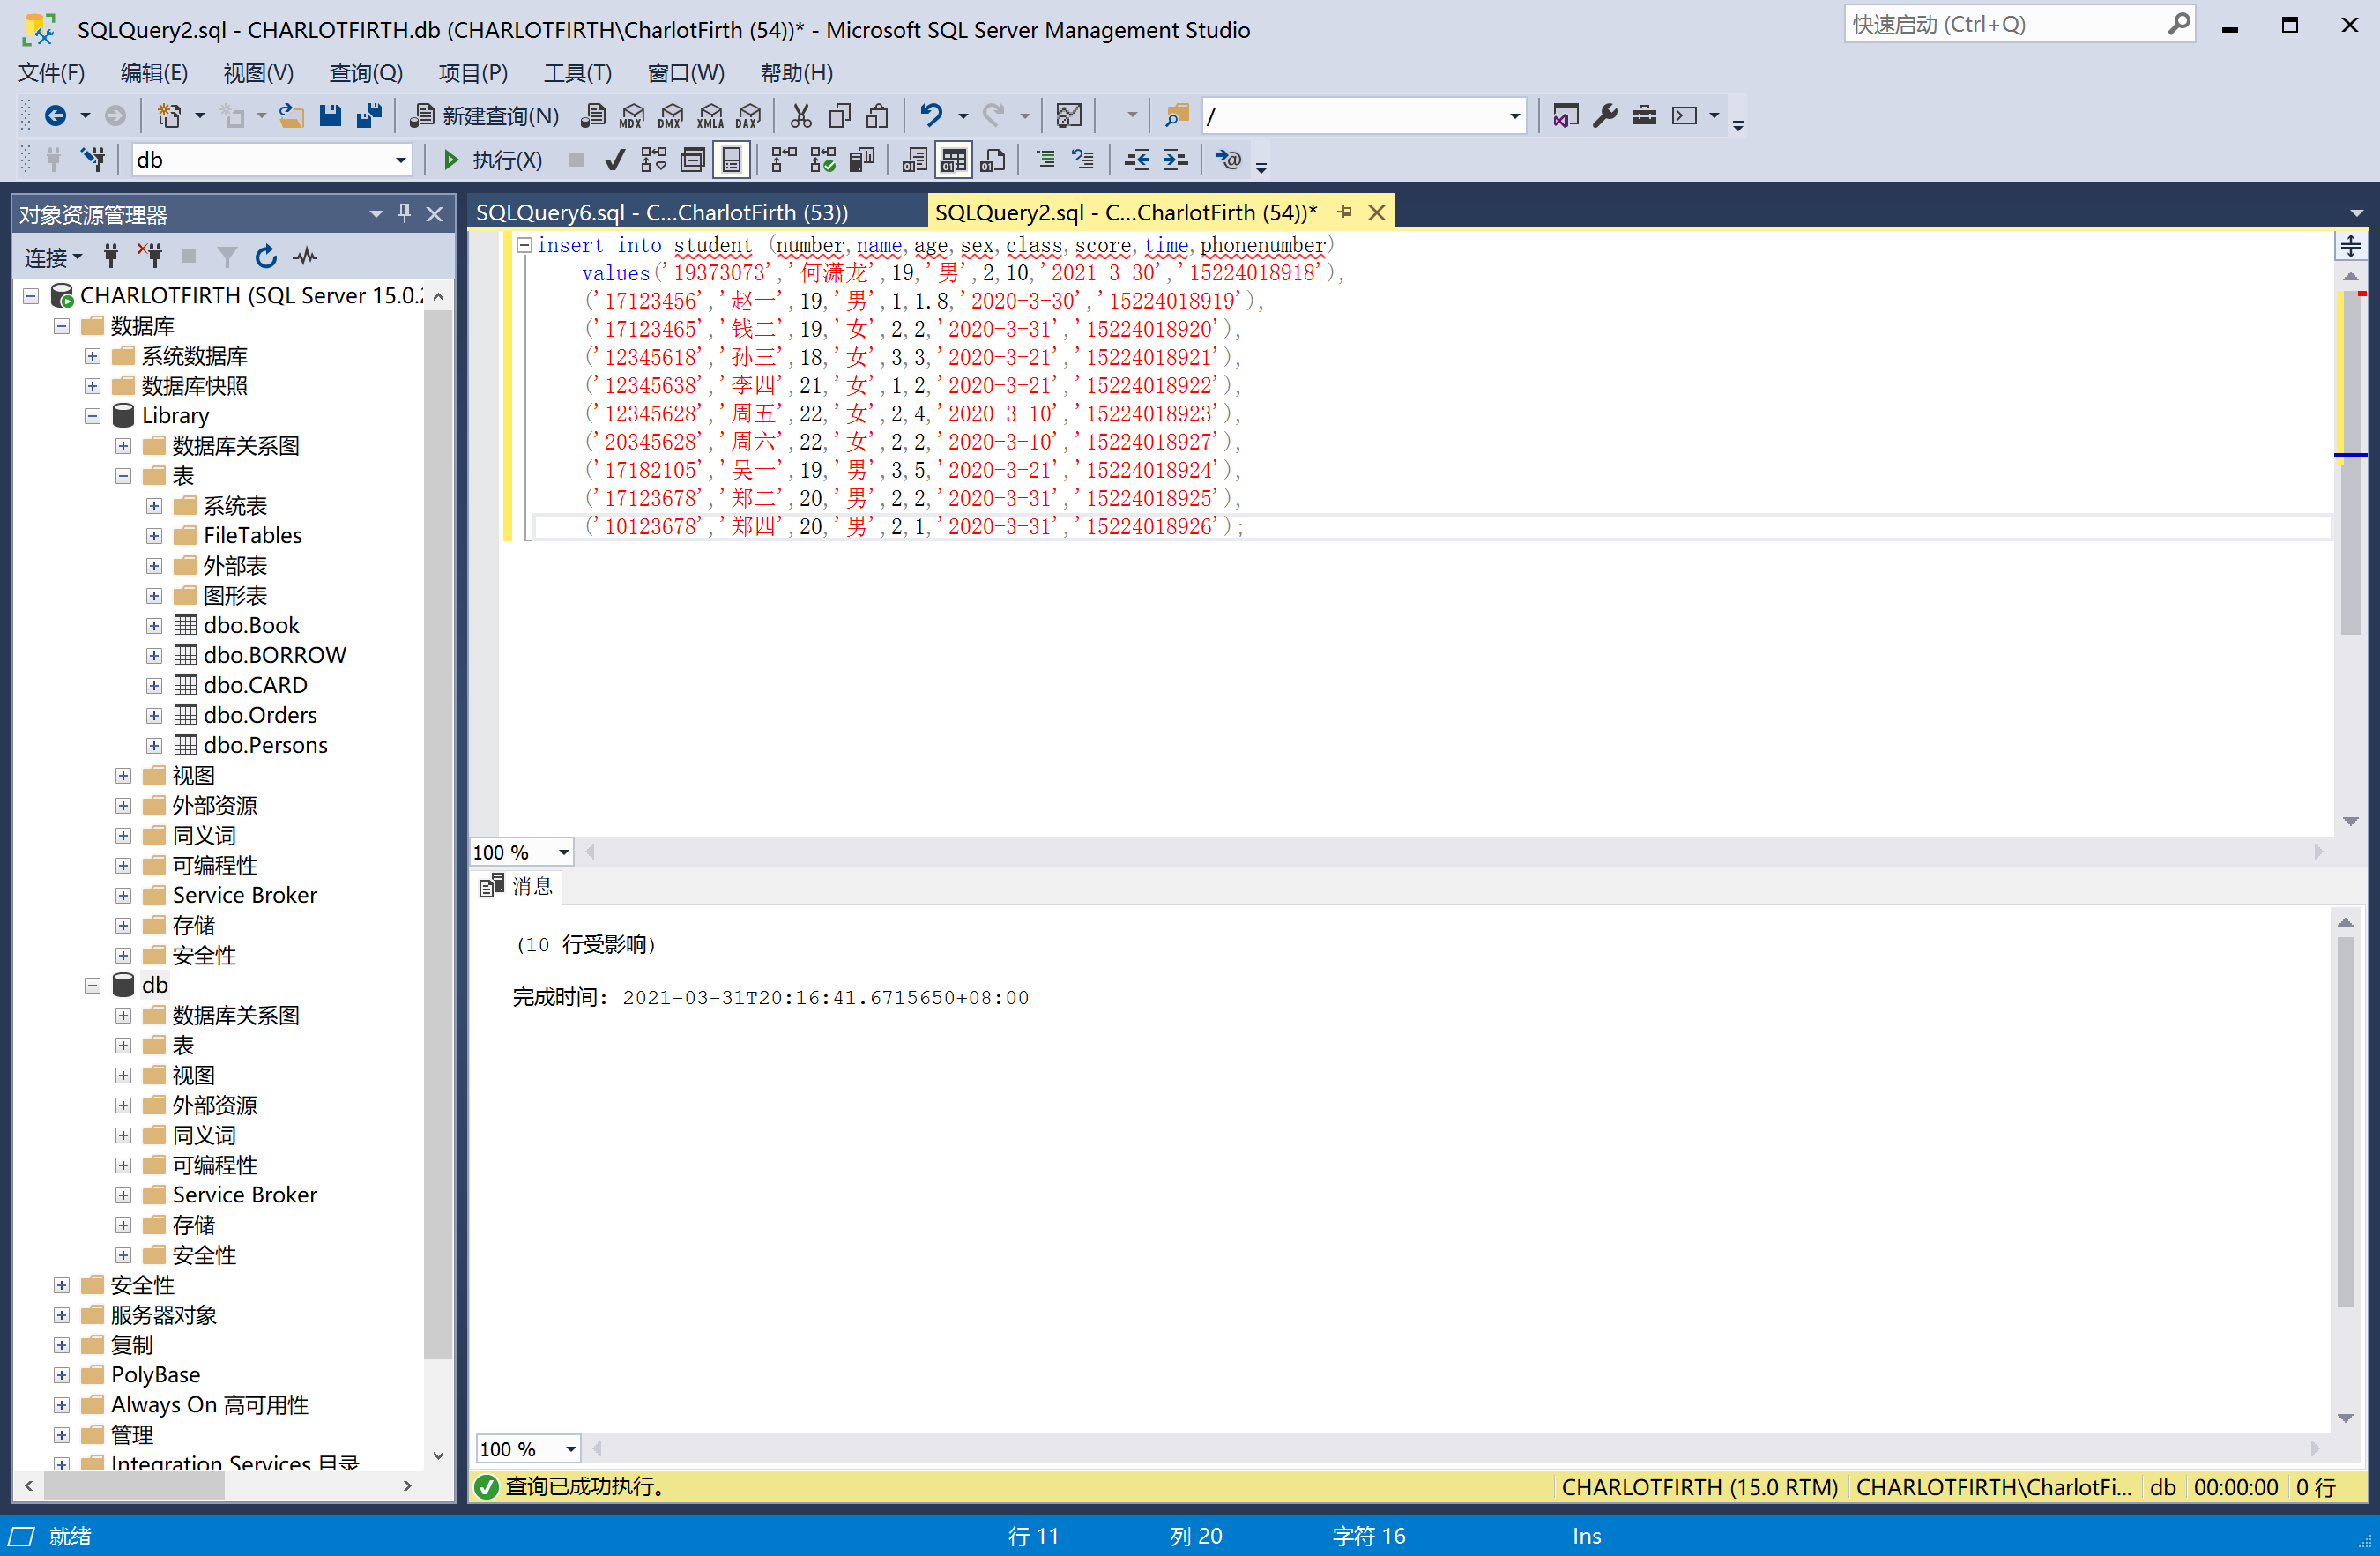 SQLQuery2.sql - CHARLOTFIRTH.db (CHARLOTFIRTH\CharlotFirth (54))* - Microsoft SQL Server Management Studio
快速启动 (Ctrl+Q)
文件(F) 编辑(E) 视图(V) 查询(Q) 项目(P) 工具(T) 窗口(W) 帮助(H)
新建查询(N) MDX DMX XMLA DAX /
db 执行(X)
对象资源管理器
连接
CHARLOTFIRTH (SQL Server 15.0.
数据库
系统数据库
数据库快照
Library
数据库关系图
表
系统表
FileTables
外部表
图形表
dbo.Book
dbo.BORROW
dbo.CARD
dbo.Orders
dbo.Persons
视图
外部资源
同义词
可编程性
Service Broker
存储
安全性
db
数据库关系图
表
视图
外部资源
同义词
可编程性
Service Broker
存储
安全性
安全性
服务器对象
复制
PolyBase
Always On 高可用性
管理
Integration Services 目录
SQLQuery6.sql - C...CharlotFirth (53))
SQLQuery2.sql - C...CharlotFirth (54))*
insert into student (number,name,age,sex,class,score,time,phonenumber)
values('19373073','何潇龙',19,'男',2,10,'2021-3-30','15224018918'),
('17123456','赵一',19,'男',1,1.8,'2020-3-30','15224018919'),
('17123465','钱二',19,'女',2,2,'2020-3-31','15224018920'),
('12345618','孙三',18,'女',3,3,'2020-3-21','15224018921'),
('12345638','李四',21,'女',1,2,'2020-3-21','15224018922'),
('12345628','周五',22,'女',2,4,'2020-3-10','15224018923'),
('20345628','周六',22,'女',2,2,'2020-3-10','15224018927'),
('17182105','吴一',19,'男',3,5,'2020-3-21','15224018924'),
('17123678','郑二',20,'男',2,2,'2020-3-31','15224018925'),
('10123678','郑四',20,'男',2,1,'2020-3-31','15224018926');
100 %
消息
(10 行受影响)
完成时间: 2021-03-31T20:16:41.6715650+08:00
100 %
查询已成功执行。 CHARLOTFIRTH (15.0 RTM) CHARLOTFIRTH\CharlotFi... db 00:00:00 0 行
就绪 行 11 列 20 字符 16 Ins